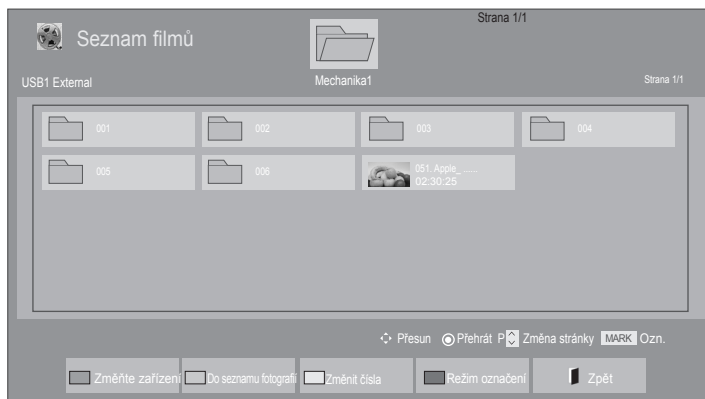 Strana 1/1
Seznam filmů
USB1 External
Mechanika1
Strana 1/1
001
002
003
004
005
006
051. Apple_ ......
02:30:25
Přesun
Přehrát
P
Změna stránky
MARK
Ozn.
Změňte zařízení
Do seznamu fotografií
Změnit čísla
Režim označení
Zpět